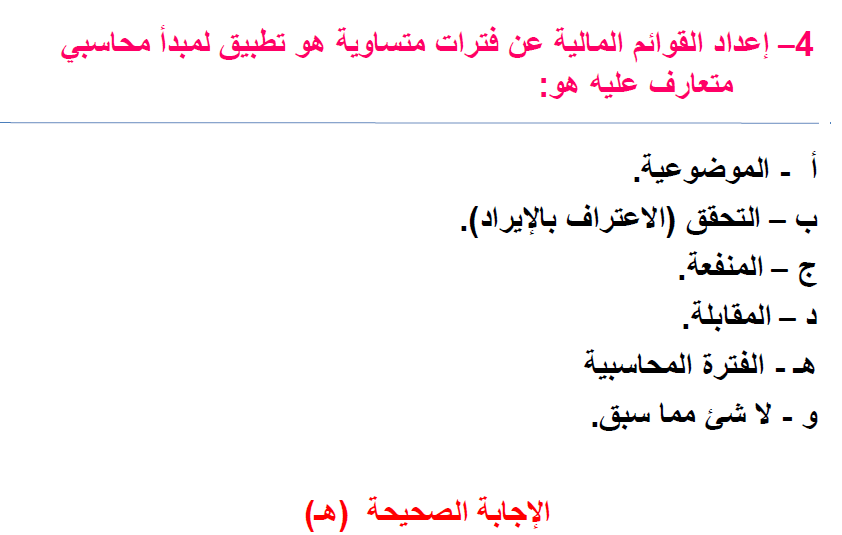 4– إعداد القوائم المالية عن فترات متساوية هو تطبيق لمبدأ محاسبي
متعارف عليه هو:
أ - الموضوعية.
ب – التحقق (الاعتراف بالإيراد).
ج – المنفعة.
د – المقابلة.
هـ - الفترة المحاسبية
و - لا شئ مما سبق.
الإجابة الصحيحة (هـ)